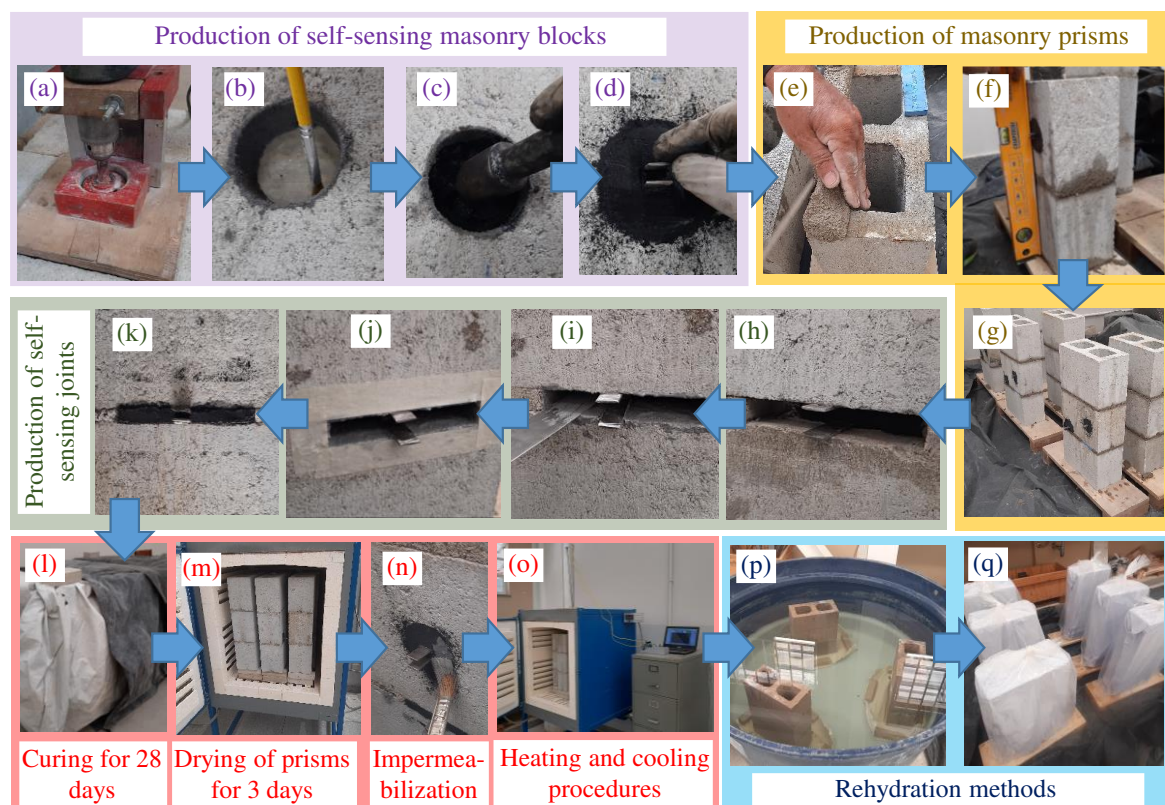 Production of self-sensing masonry blocks
Production of masonry prisms
(a)
(b)
(c)
(d)
(e)
(f)
Production of self-
sensing joints
(k)
(j)
(i)
(h)
(g)
(l)
(m)
(n)
(o)
(p)
(q)
Curing for 28
days
Drying of prisms
for 3 days
Impermea-
bilization
Heating and cooling
procedures
Rehydration methods